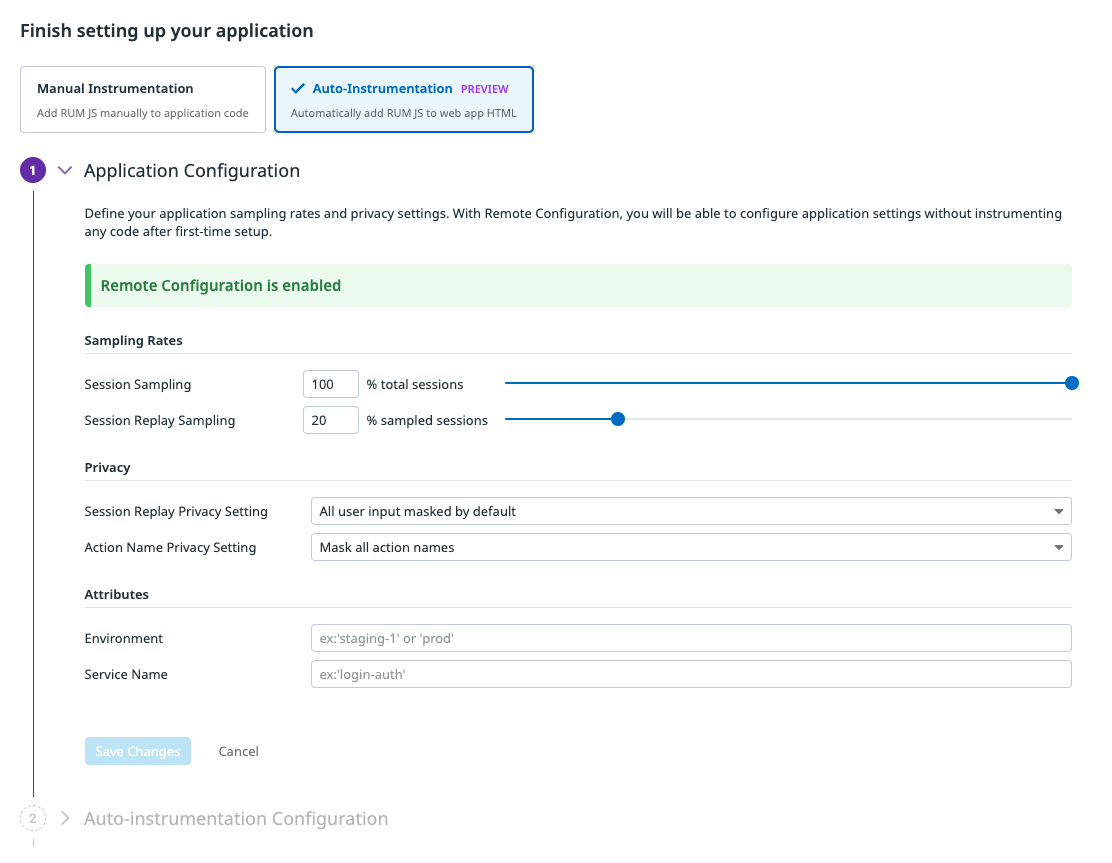 Finish setting up your application
Manual Instrumentation
Add RUM JS manually to application code
Auto-Instrumentation PREVIEW
Automatically add RUM JS to web app HTML
1 Application Configuration
Define your application sampling rates and privacy settings. With Remote Configuration, you will be able to configure application settings without instrumenting
any code after first-time setup.
Remote Configuration is enabled
Sampling Rates
Session Sampling 100 % total sessions
Session Replay Sampling 20 % sampled sessions
Privacy
Session Replay Privacy Setting All user input masked by default
Action Name Privacy Setting Mask all action names
Attributes
Environment ex:'staging-1' or 'prod'
Service Name ex:'login-auth'
Save Changes Cancel
2 Auto-instrumentation Configuration